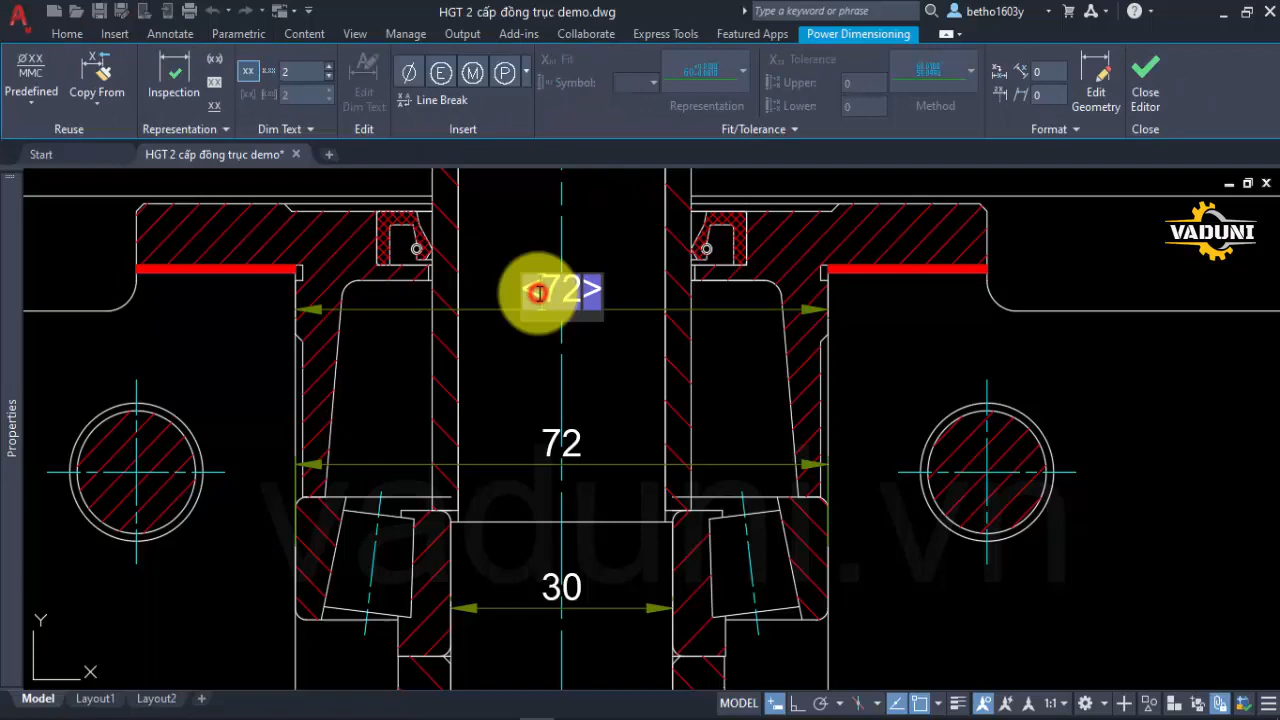 HGT 2 cấp đồng trục demo.dwg
Type a keyword or phrase
betho1603y
Home Insert Annotate Parametric Content View Manage Output Add-ins Collaborate Express Tools Featured Apps Power Dimensioning
ØXX
MMC
Predefined
Copy From
Reuse
Inspection
(XX)
XX
XX
Representation
2
2
Dim Text
Edit
Dim Text
Edit
E M P
Line Break
Insert
Fit
Symbol:
Representation
Tolerance
Upper: 0
Lower: 0
Method
Fit/Tolerance
0
0
Edit
Geometry
Format
Close
Editor
Close
Start
HGT 2 cấp đồng trục demo*
Properties
VADUNI
<72>
72
30
vaduni.vn
Y
X
Model Layout1 Layout2
MODEL
1:1